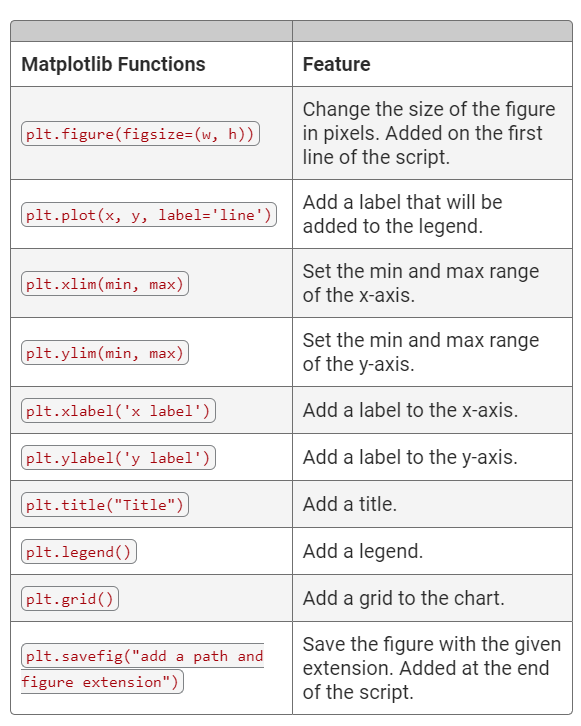 Matplotlib Functions
Feature
plt.figure(figsize=(w, h))
Change the size of the figure
in pixels. Added on the first
line of the script.
plt.plot(x, y, label='line')
Add a label that will be
added to the legend.
plt.xlim(min, max)
Set the min and max range
of the x-axis.
plt.ylim(min, max)
Set the min and max range
of the y-axis.
plt.xlabel('x label')
Add a label to the x-axis.
plt.ylabel('y label')
Add a label to the y-axis.
plt.title("Title")
Add a title.
plt.legend()
Add a legend.
plt.grid()
Add a grid to the chart.
plt.savefig("add a path and
figure extension")
Save the figure with the given
extension. Added at the end
of the script.